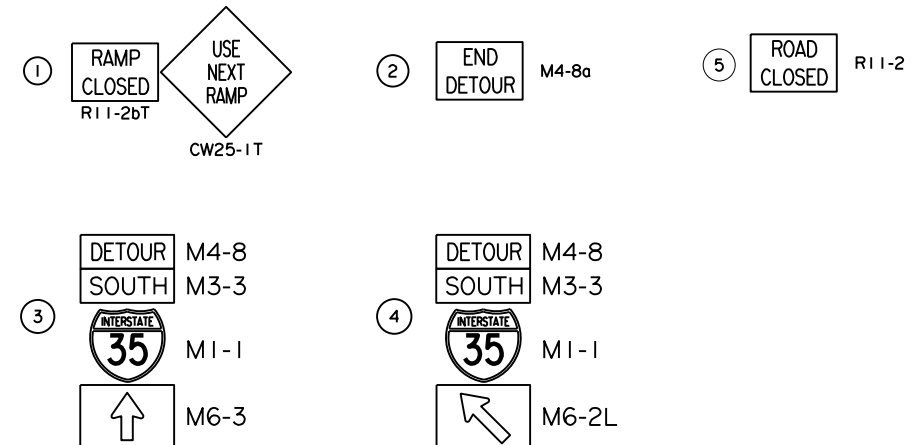 1
RAMP
CLOSED
R11-2bT
USE
NEXT
RAMP
CW25-1T
2
END
DETOUR
M4-8a
5
ROAD
CLOSED
R11-2
3
DETOUR M4-8
SOUTH M3-3
INTERSTATE
35
M1-1
M6-3
4
DETOUR M4-8
SOUTH M3-3
INTERSTATE
35
M1-1
M6-2L